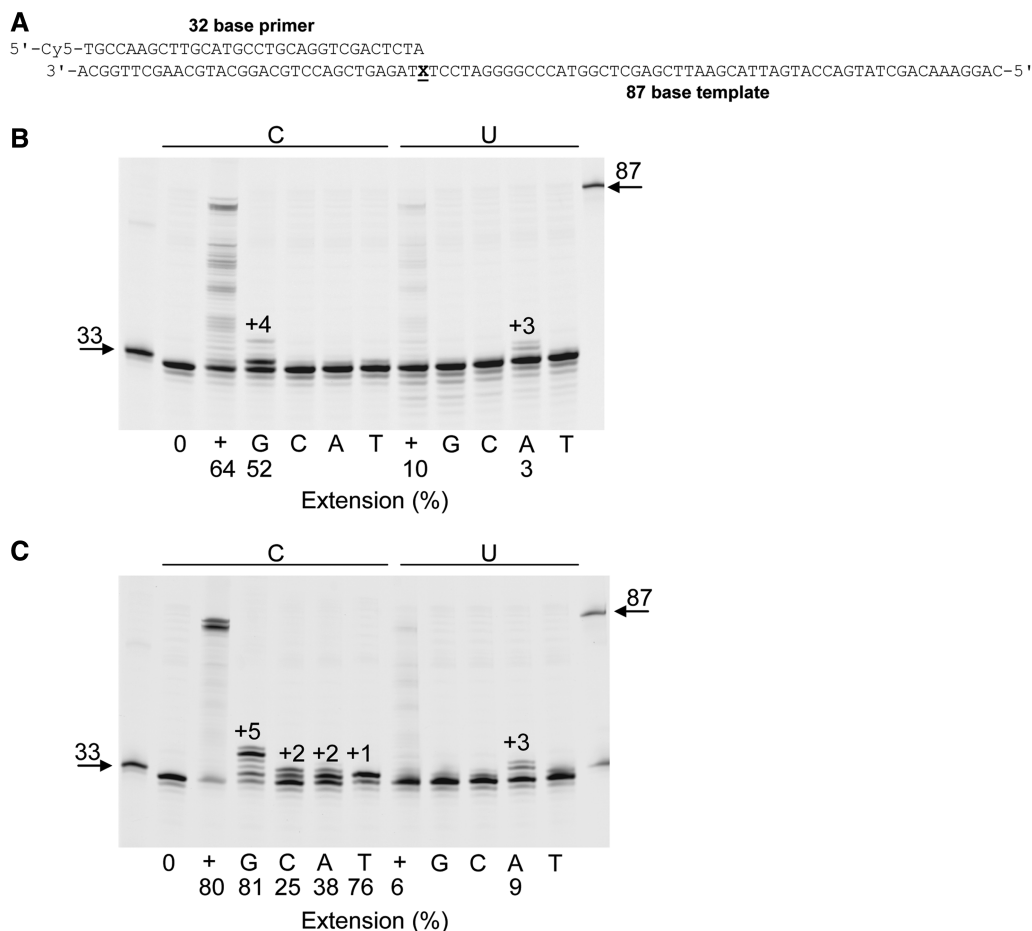 A
32 base primer
5'-Cy5-TGCCAAGCTTGCATGCCTGCAGGTCGACTCTA
3'-ACGGTTCGAACGTACGGACGTCCAGCTGAGATXTCCTAGGGGCCCATGGCTCGAGCTTAAGCATTAGTACCAGTATCGACAAAGGAC-5'
87 base template
B
C U
87
33
+4 +3
0 + G C A T + G C A T
64 52 10 3
Extension (%)
C
C U
87
33
+5 +2 +2 +1 +3
0 + G C A T + G C A T
80 81 25 38 76 6 9
Extension (%)